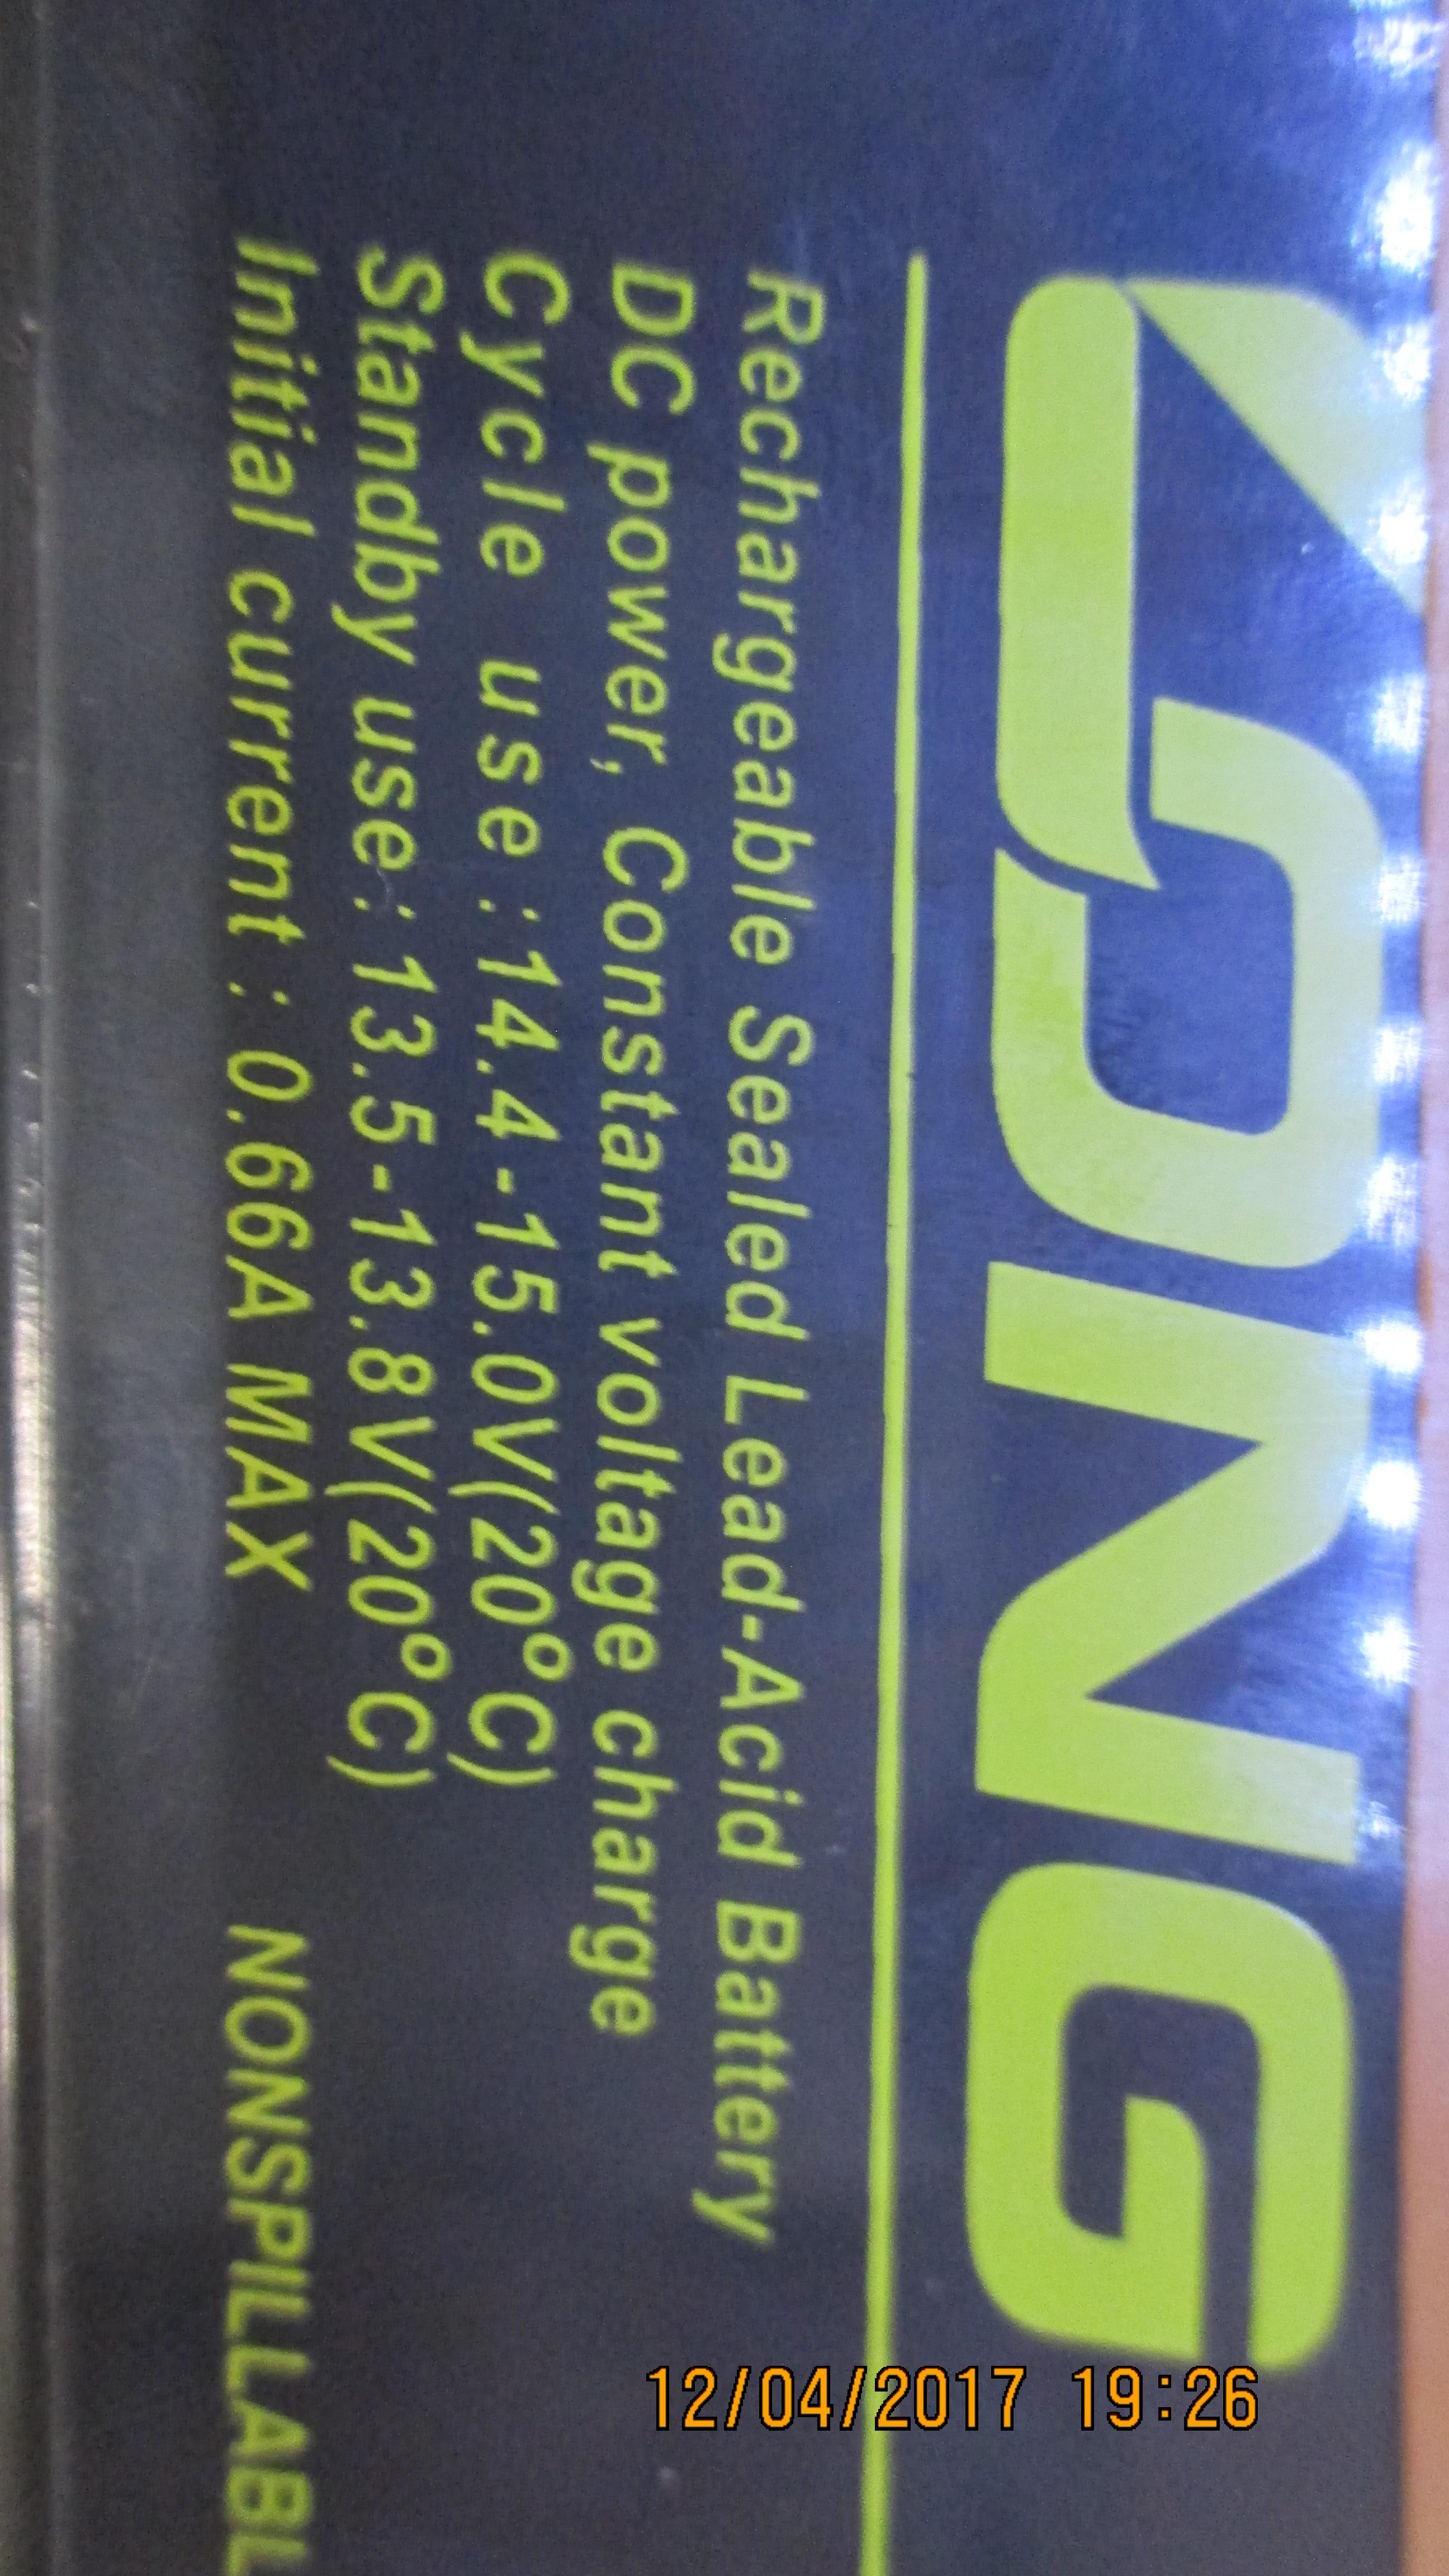 Rechargeable Sealed Lead-Acid Battery
DC power, Constant voltage charge
Cycle use:14.4-15.0V(20°C)
Standby use:13.5-13.8V(20°C)
Initial current:0.66A MAX NONSPILLABL
12/04/2017 19:26